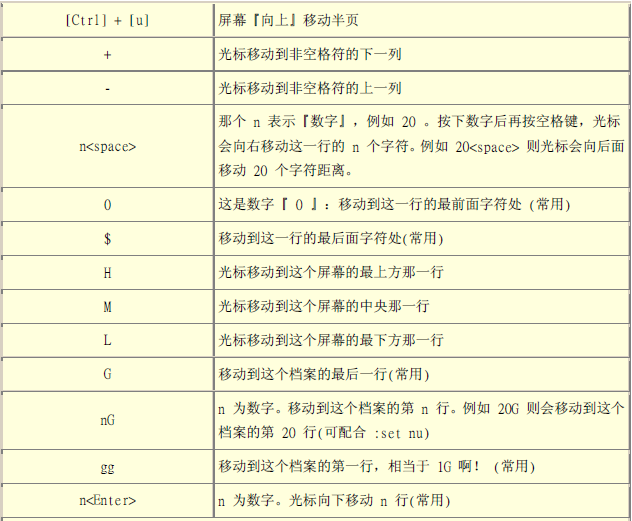 [Ctrl] + [u] 屏幕『向上』移动半页
+ 光标移动到非空格符的下一列
- 光标移动到非空格符的上一列
那个 n 表示『数字』, 例如 20 。按下数字后再按空格键, 光标
n<space> 会向右移动这一行的 n 个字符。例如 20<space> 则光标会向后面
移动 20 个字符距离。
0 这是数字『 0 』: 移动到这一行的最前面字符处 (常用)
$ 移动到这一行的最后面字符处(常用)
H 光标移动到这个屏幕的最上方那一行
M 光标移动到这个屏幕的中央那一行
L 光标移动到这个屏幕的最下方那一行
G 移动到这个档案的最后一行(常用)
nG n 为数字。移动到这个档案的第 n 行。例如 20G 则会移动到这个
档案的第 20 行(可配合 :set nu)
gg 移动到这个档案的第一行, 相当于 1G 啊! (常用)
n<Enter> n 为数字。光标向下移动 n 行(常用)